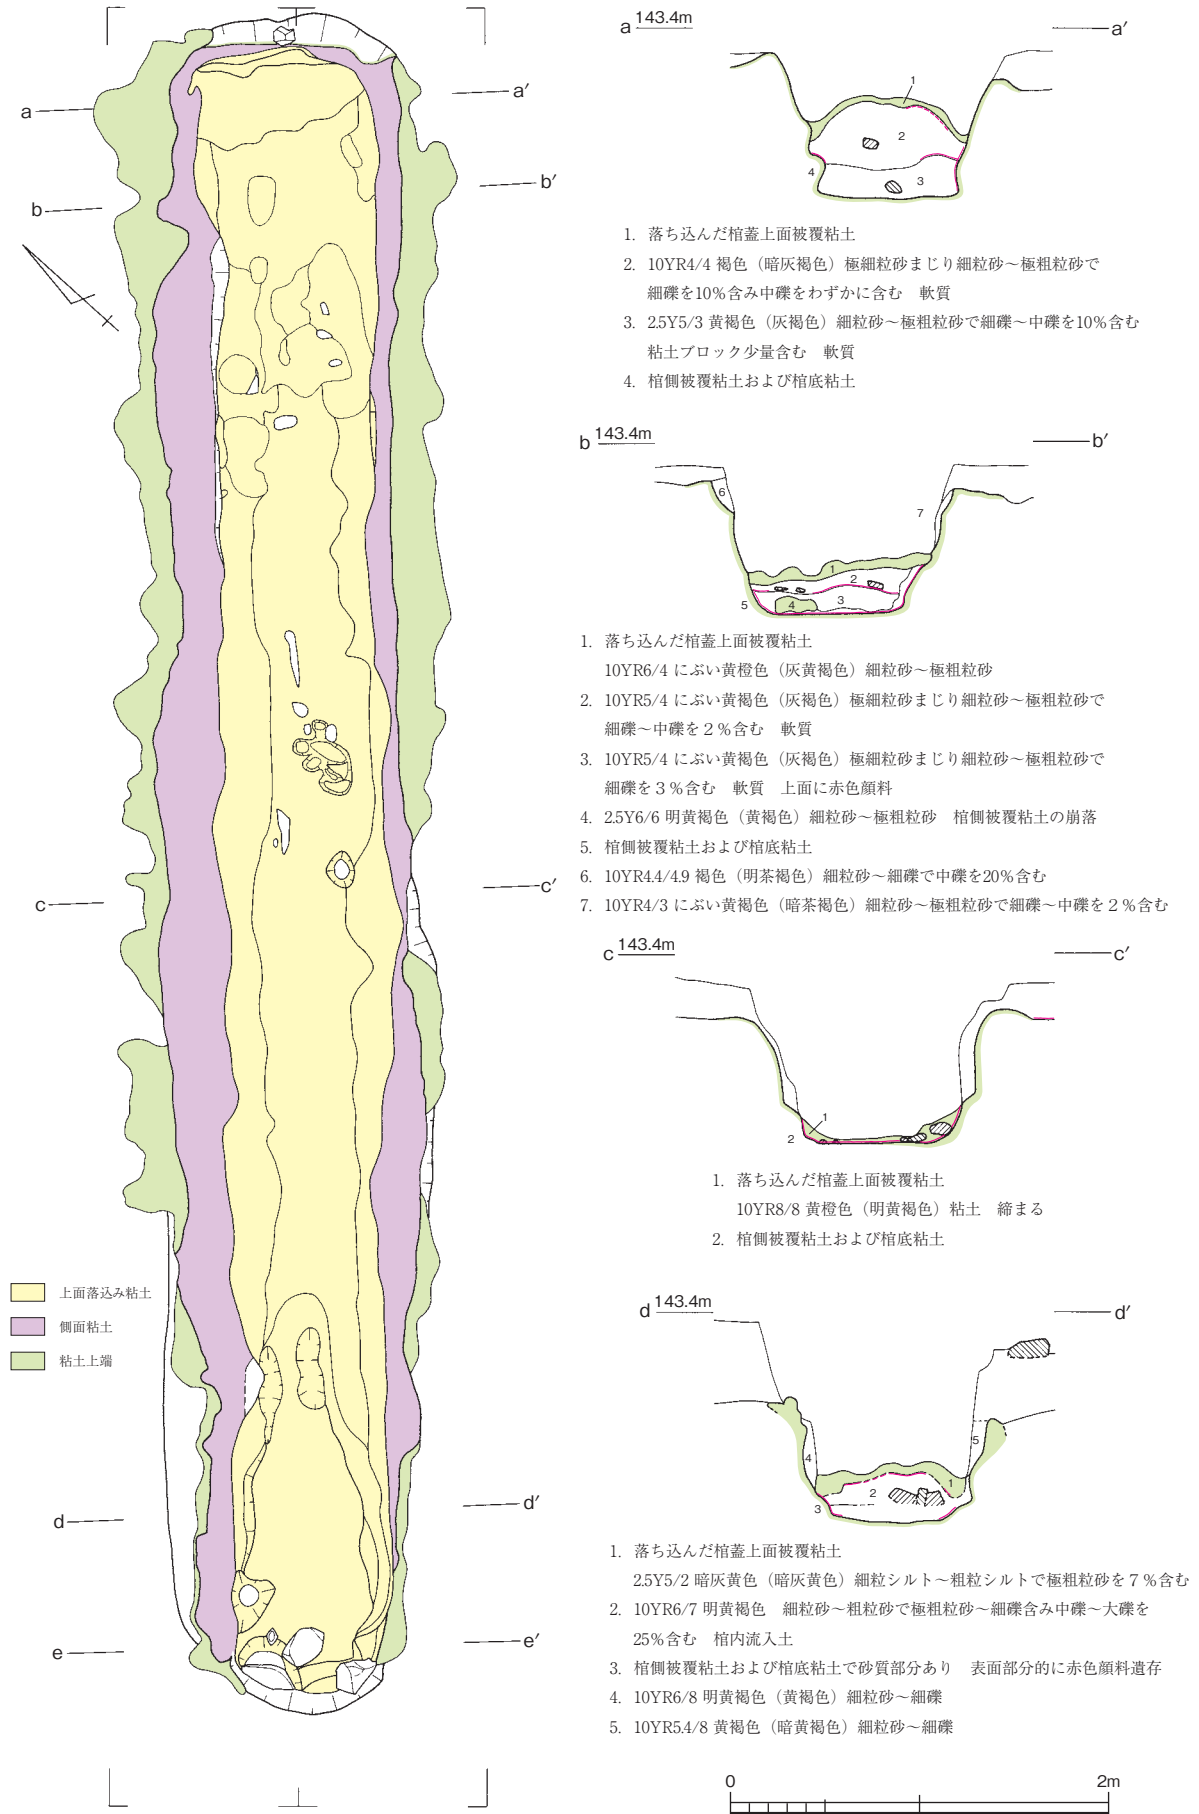 a 143.4m a′
1
2
3
4
1. 落ち込んだ棺蓋上面被覆粘土
2. 10YR4/4 褐色（暗灰褐色）極細粒砂まじり細粒砂～極粗粒砂で
細礫を10％含み中礫をわずかに含む　軟質
3. 2.5Y5/3 黄褐色（灰褐色）細粒砂～極粗粒砂で細礫～中礫を10％含む
粘土ブロック少量含む　軟質
4. 棺側被覆粘土および棺底粘土
b 143.4m b′
6
7
1
2
3
4
5
1. 落ち込んだ棺蓋上面被覆粘土
10YR6/4 にぶい黄橙色（灰黄褐色）細粒砂～極粗粒砂
2. 10YR5/4 にぶい黄褐色（灰褐色）極細粒砂まじり細粒砂～極粗粒砂で
細礫～中礫を２％含む　軟質
3. 10YR5/4 にぶい黄褐色（灰褐色）極細粒砂まじり細粒砂～極粗粒砂で
細礫を３％含む　軟質　上面に赤色顔料
4. 2.5Y6/6 明黄褐色（黄褐色）細粒砂～極粗粒砂　棺側被覆粘土の崩落
5. 棺側被覆粘土および棺底粘土
6. 10YR4.4/4.9 褐色（明茶褐色）細粒砂～細礫で中礫を20％含む
7. 10YR4/3 にぶい黄褐色（暗茶褐色）細粒砂～極粗粒砂で細礫～中礫を２％含む
c 143.4m c′
1
2
1. 落ち込んだ棺蓋上面被覆粘土
10YR8/8 黄橙色（明黄褐色）粘土　締まる
2. 棺側被覆粘土および棺底粘土
d 143.4m d′
4
5
1
2
3
1. 落ち込んだ棺蓋上面被覆粘土
2.5Y5/2 暗灰黄色（暗灰黄色）細粒シルト～粗粒シルトで極粗粒砂を７％含む
2. 10YR6/7 明黄褐色　細粒砂～粗粒砂で極粗粒砂～細礫含み中礫～大礫を
25％含む　棺内流入土
3. 棺側被覆粘土および棺底粘土で砂質部分あり　表面部分的に赤色顔料遺存
4. 10YR6/8 明黄褐色（黄褐色）細粒砂～細礫
5. 10YR5.4/8 黄褐色（暗黄褐色）細粒砂～細礫
0 2m
a a′
b b′
c c′
d d′
e e′
上面落込み粘土
側面粘土
粘土上端